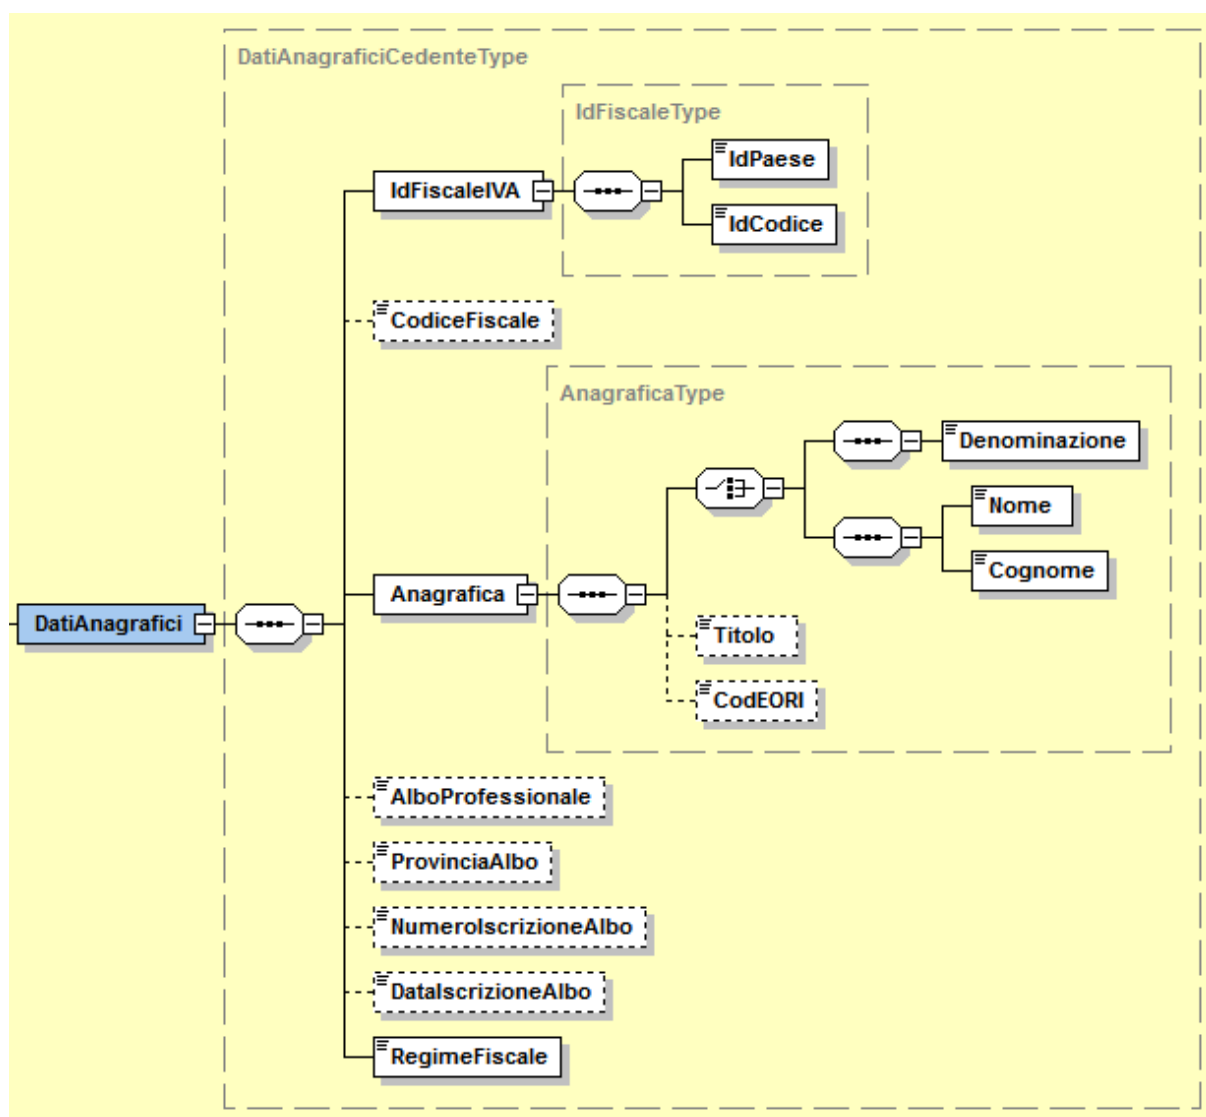 DatiAnagraficiCedenteType
IdFiscaleType
IdPaese
IdFiscaleIVA
IdCodice
CodiceFiscale
AnagraficaType
Denominazione
Nome
Cognome
Anagrafica
DatiAnagrafici
Titolo
CodEORI
AlboProfessionale
ProvinciaAlbo
NumeroIscrizioneAlbo
DataIscrizioneAlbo
RegimeFiscale